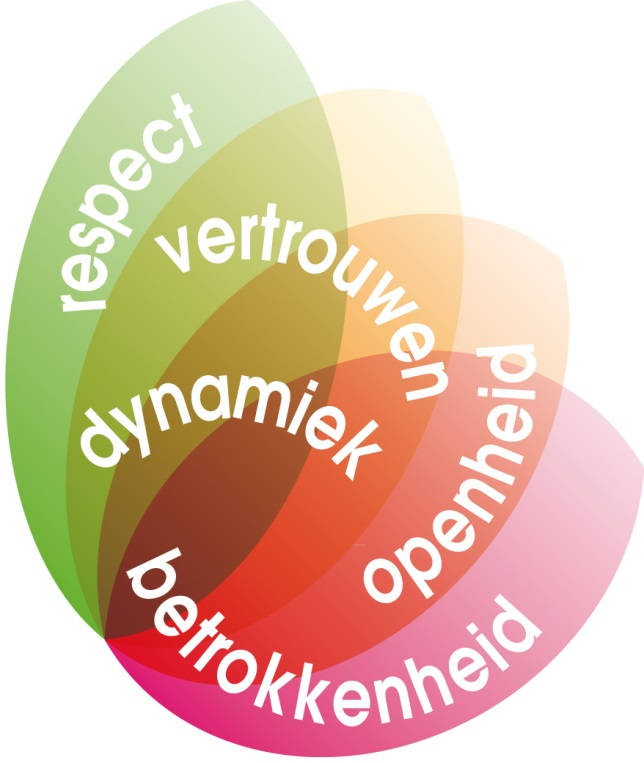 respect
vertrouwen
dynamiek
openheid
betrokkenheid